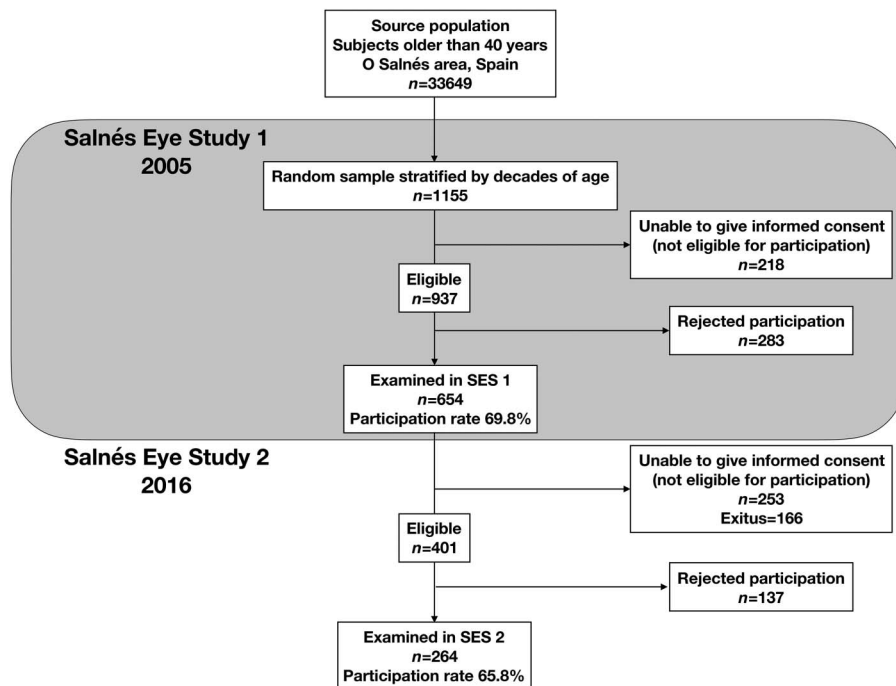 Source population
Subjects older than 40 years
O Salnés area, Spain
n=33649
Salnés Eye Study 1
2005
Random sample stratified by decades of age
n=1155
Unable to give informed consent
(not eligible for participation)
n=218
Eligible
n=937
Rejected participation
n=283
Examined in SES 1
n=654
Participation rate 69.8%
Salnés Eye Study 2
2016
Unable to give informed consent
(not eligible for participation)
n=253
Exitus=166
Eligible
n=401
Rejected participation
n=137
Examined in SES 2
n=264
Participation rate 65.8%